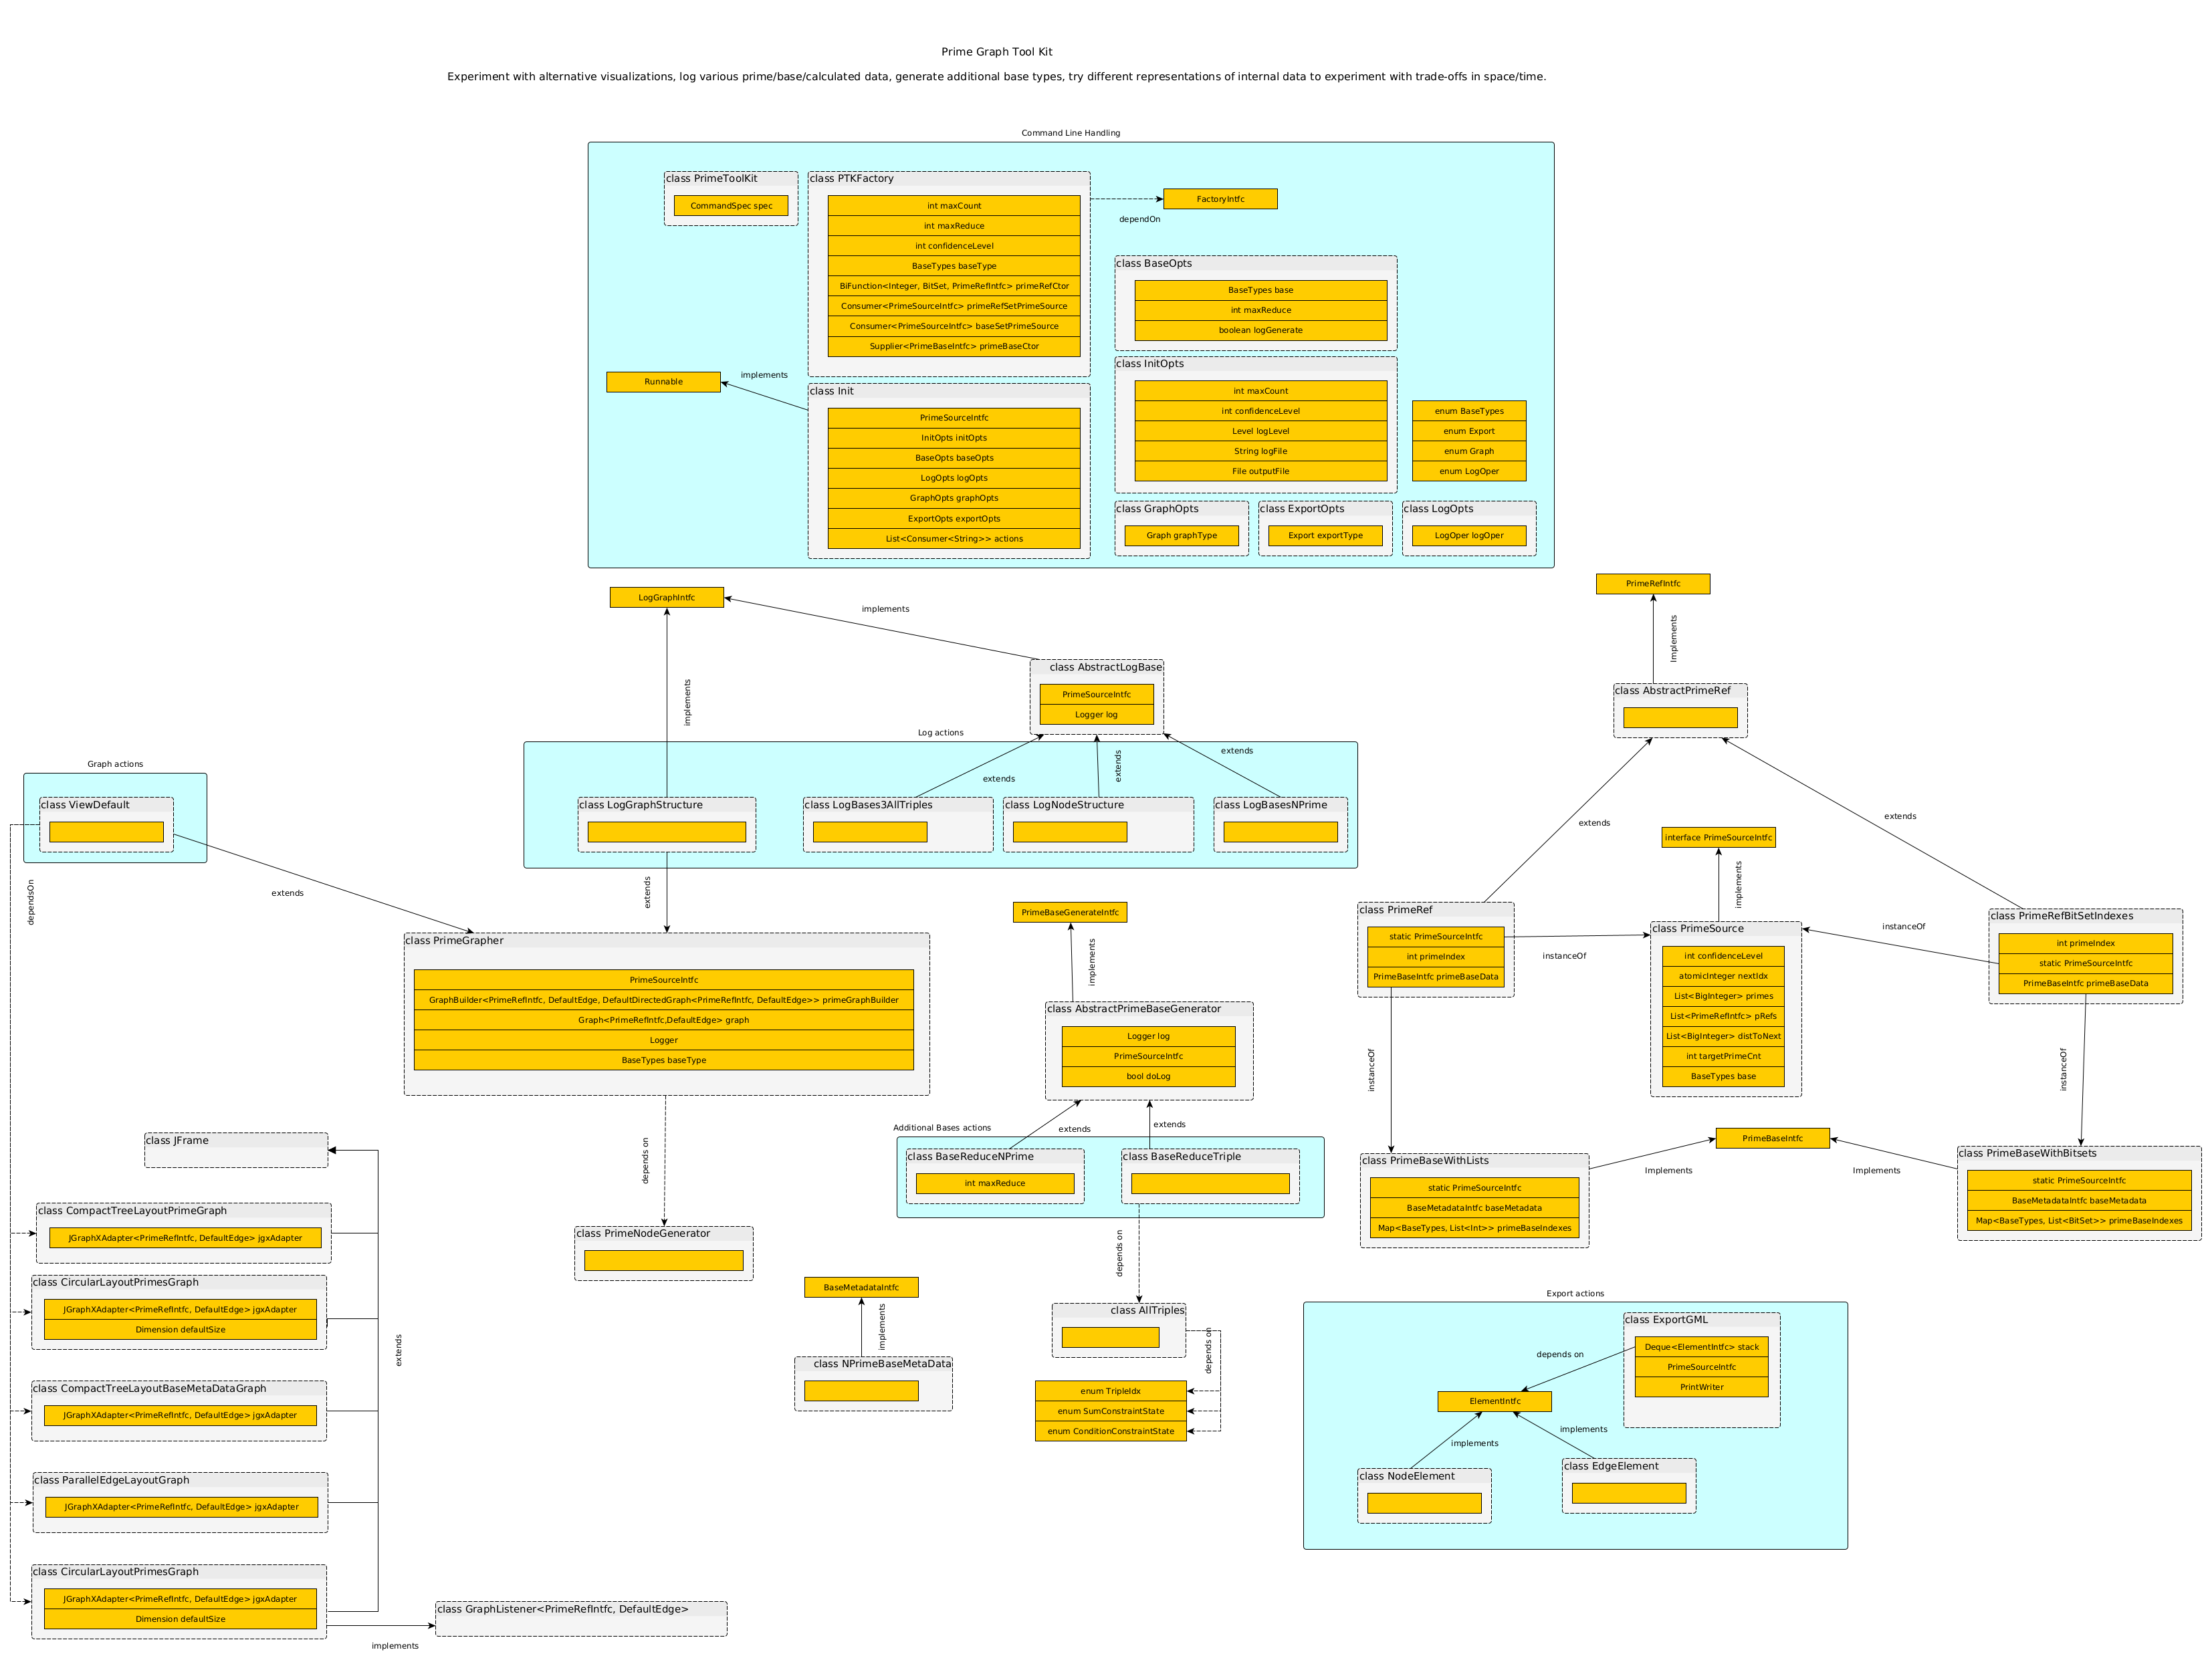 Prime Graph Tool Kit
Experiment with alternative visualizations, log various prime/base/calculated data, generate additional base types, try different representations of internal data to experiment with trade-offs in space/time.
Command Line Handling
class PrimeToolKit
CommandSpec spec
class PTKFactory
int maxCount
int maxReduce
int confidenceLevel
BaseTypes baseType
BiFunction<Integer, BitSet, PrimeRefIntfc> primeRefCtor
Consumer<PrimeSourceIntfc> primeRefSetPrimeSource
Consumer<PrimeSourceIntfc> baseSetPrimeSource
Supplier<PrimeBaseIntfc> primeBaseCtor
dependOn
FactoryIntfc
class BaseOpts
BaseTypes base
int maxReduce
boolean logGenerate
Runnable
implements
class Init
PrimeSourceIntfc
InitOpts initOpts
BaseOpts baseOpts
LogOpts logOpts
GraphOpts graphOpts
ExportOpts exportOpts
List<Consumer<String>> actions
class InitOpts
int maxCount
int confidenceLevel
Level logLevel
String logFile
File outputFile
enum BaseTypes
enum Export
enum Graph
enum LogOper
class GraphOpts
Graph graphType
class ExportOpts
Export exportType
class LogOpts
LogOper logOper
LogGraphIntfc
implements
implements
class AbstractLogBase
PrimeSourceIntfc
Logger log
PrimeRefIntfc
Implements
class AbstractPrimeRef
Log actions
extends
extends
extends
class LogGraphStructure
class LogBases3AllTriples
class LogNodeStructure
class LogBasesNPrime
Graph actions
class ViewDefault
dependsOn
extends
extends
class PrimeGrapher
PrimeSourceIntfc
GraphBuilder<PrimeRefIntfc, DefaultEdge, DefaultDirectedGraph<PrimeRefIntfc, DefaultEdge>> primeGraphBuilder
Graph<PrimeRefIntfc,DefaultEdge> graph
Logger
BaseTypes baseType
depends on
class PrimeNodeGenerator
PrimeBaseGenerateIntfc
implements
class AbstractPrimeBaseGenerator
Logger log
PrimeSourceIntfc
bool doLog
Additional Bases actions
extends
extends
class BaseReduceNPrime
int maxReduce
class BaseReduceTriple
depends on
class AllTriples
depends on
enum TripleIdx
enum SumConstraintState
enum ConditionConstraintState
BaseMetadataIntfc
implements
class NPrimeBaseMetaData
extends
extends
interface PrimeSourceIntfc
implements
class PrimeRef
static PrimeSourceIntfc
int primeIndex
PrimeBaseIntfc primeBaseData
instanceOf
class PrimeSource
int confidenceLevel
atomicInteger nextIdx
List<BigInteger> primes
List<PrimeRefIntfc> pRefs
List<BigInteger> distToNext
int targetPrimeCnt
BaseTypes base
instanceOf
class PrimeRefBitSetIndexes
int primeIndex
static PrimeSourceIntfc
PrimeBaseIntfc primeBaseData
instanceOf
instanceOf
PrimeBaseIntfc
Implements
Implements
class PrimeBaseWithLists
static PrimeSourceIntfc
BaseMetadataIntfc baseMetadata
Map<BaseTypes, List<Int>> primeBaseIndexes
class PrimeBaseWithBitsets
static PrimeSourceIntfc
BaseMetadataIntfc baseMetadata
Map<BaseTypes, List<BitSet>> primeBaseIndexes
Export actions
class ExportGML
Deque<ElementIntfc> stack
PrimeSourceIntfc
PrintWriter
depends on
ElementIntfc
implements
implements
class NodeElement
class EdgeElement
class JFrame
class CompactTreeLayoutPrimeGraph
JGraphXAdapter<PrimeRefIntfc, DefaultEdge> jgxAdapter
class CircularLayoutPrimesGraph
JGraphXAdapter<PrimeRefIntfc, DefaultEdge> jgxAdapter
Dimension defaultSize
extends
class CompactTreeLayoutBaseMetaDataGraph
JGraphXAdapter<PrimeRefIntfc, DefaultEdge> jgxAdapter
class ParallelEdgeLayoutGraph
JGraphXAdapter<PrimeRefIntfc, DefaultEdge> jgxAdapter
class CircularLayoutPrimesGraph
JGraphXAdapter<PrimeRefIntfc, DefaultEdge> jgxAdapter
Dimension defaultSize
implements
class GraphListener<PrimeRefIntfc, DefaultEdge>